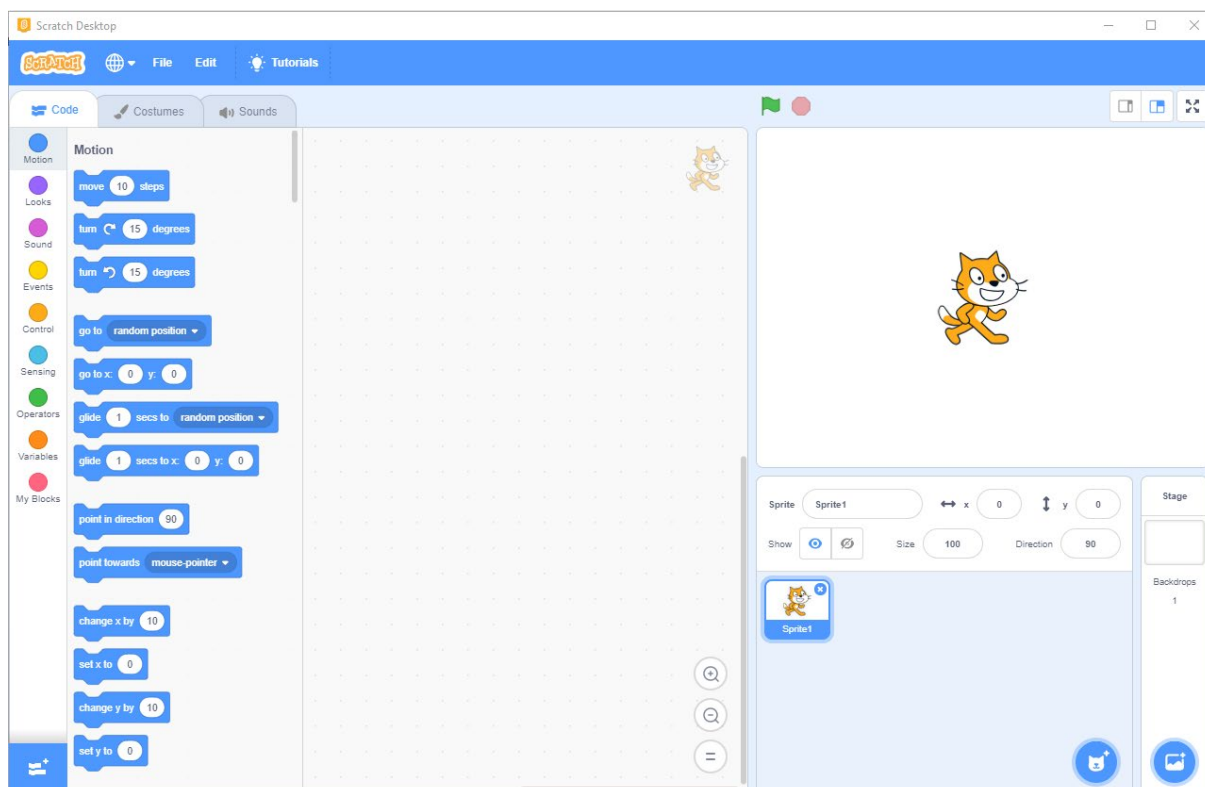 Scratch Desktop
SCRATCH File Edit Tutorials
Code Costumes Sounds
Motion
Looks
Sound
Events
Control
Sensing
Operators
Variables
My Blocks
Motion
move 10 steps
turn 15 degrees
turn 15 degrees
go to random position
go to x: 0 y: 0
glide 1 secs to random position
glide 1 secs to x: 0 y: 0
point in direction 90
point towards mouse-pointer
change x by 10
set x to 0
change y by 10
set y to 0
Sprite Sprite1 x 0 y 0
Show Size 100 Direction 90
Sprite1
Stage
Backdrops
1